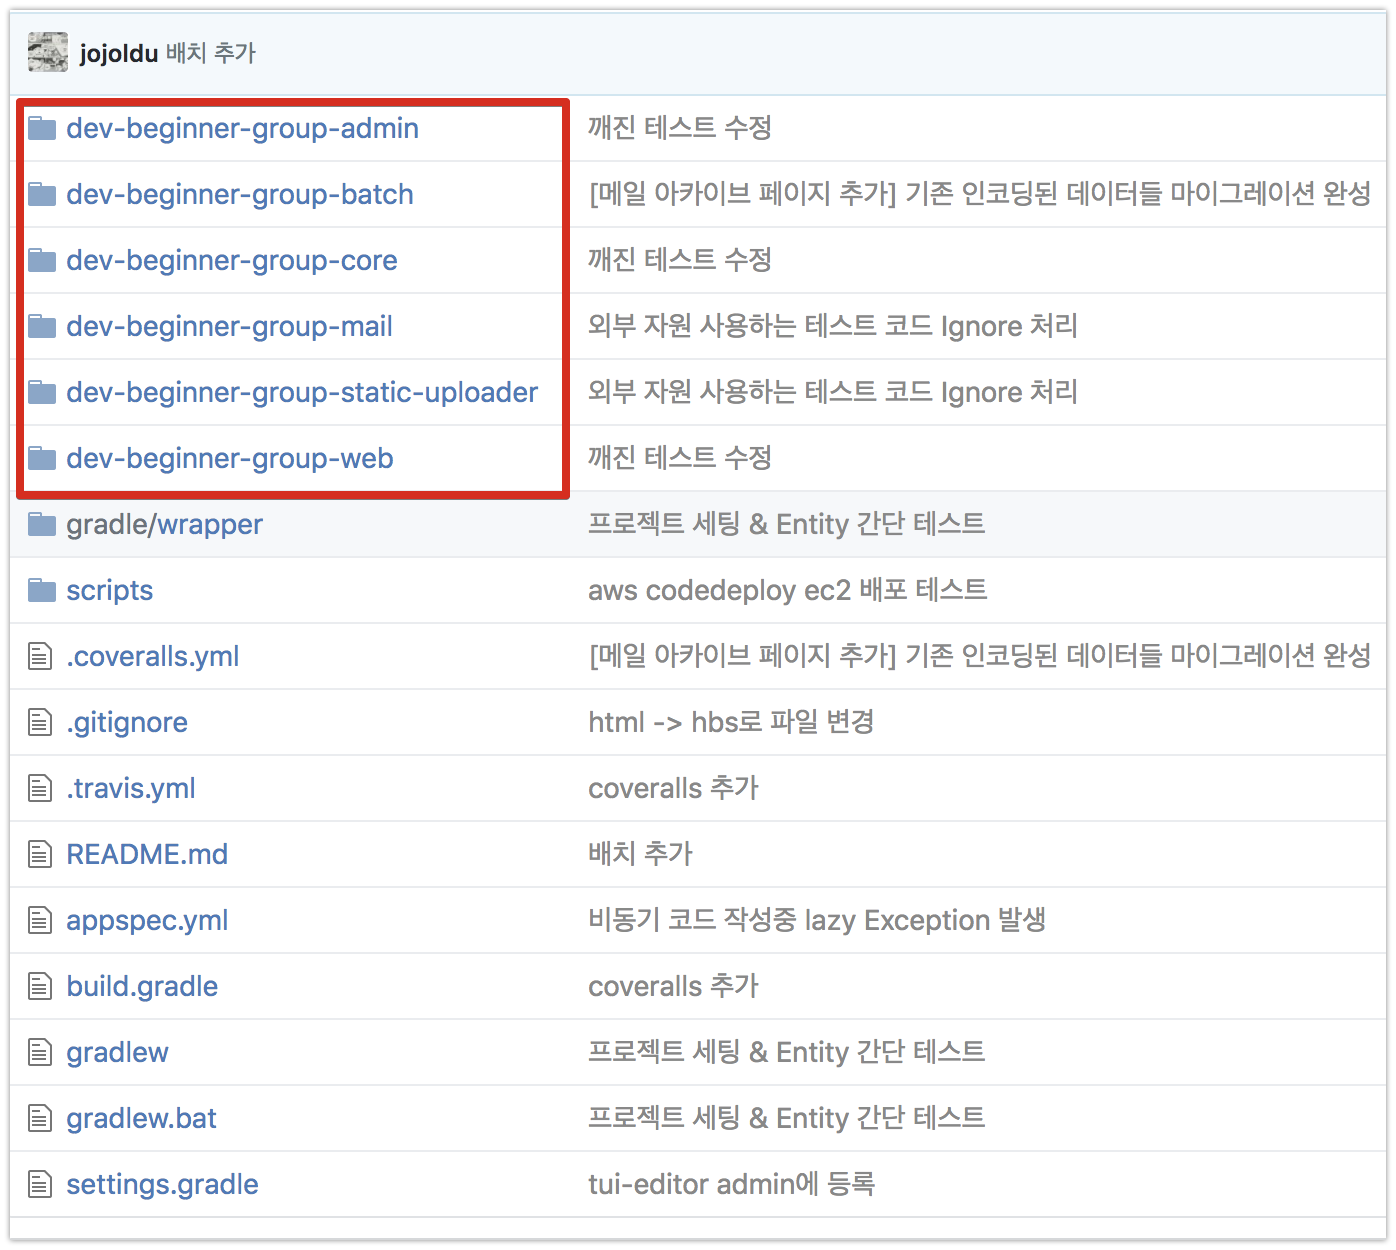 jojoldu 배치 추가
dev-beginner-group-admin 깨진 테스트 수정
dev-beginner-group-batch [메일 아카이브 페이지 추가] 기존 인코딩된 데이터들 마이그레이션 완성
dev-beginner-group-core 깨진 테스트 수정
dev-beginner-group-mail 외부 자원 사용하는 테스트 코드 Ignore 처리
dev-beginner-group-static-uploader 외부 자원 사용하는 테스트 코드 Ignore 처리
dev-beginner-group-web 깨진 테스트 수정
gradle/wrapper 프로젝트 세팅 & Entity 간단 테스트
scripts aws codedeploy ec2 배포 테스트
.coveralls.yml [메일 아카이브 페이지 추가] 기존 인코딩된 데이터들 마이그레이션 완성
.gitignore html -> hbs로 파일 변경
.travis.yml coveralls 추가
README.md 배치 추가
appspec.yml 비동기 코드 작성중 lazy Exception 발생
build.gradle coveralls 추가
gradlew 프로젝트 세팅 & Entity 간단 테스트
gradlew.bat 프로젝트 세팅 & Entity 간단 테스트
settings.gradle tui-editor admin에 등록